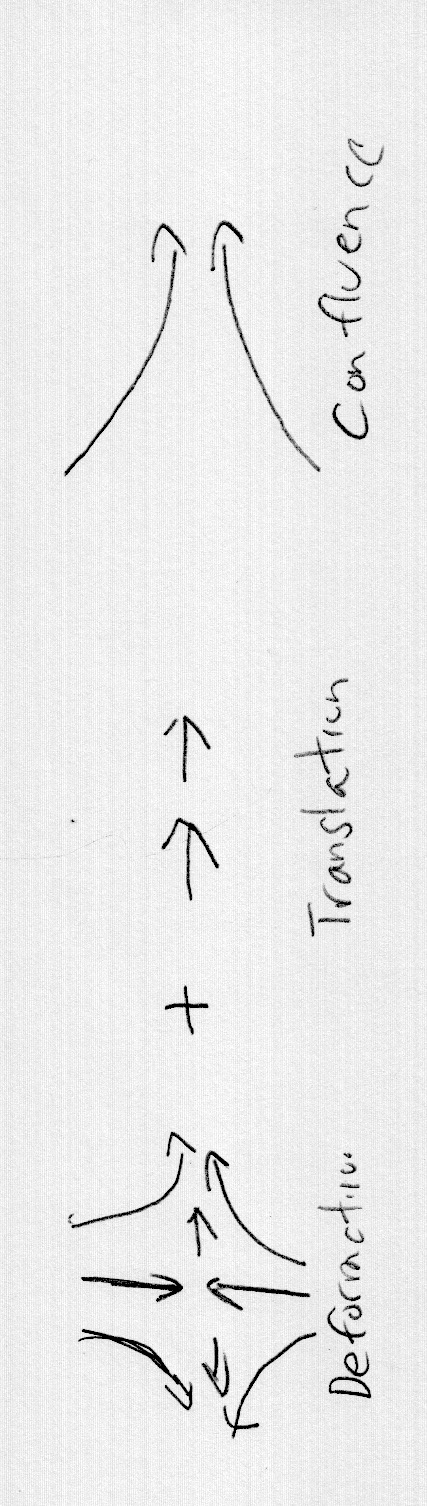 Deformation
+
Translation
Confluence